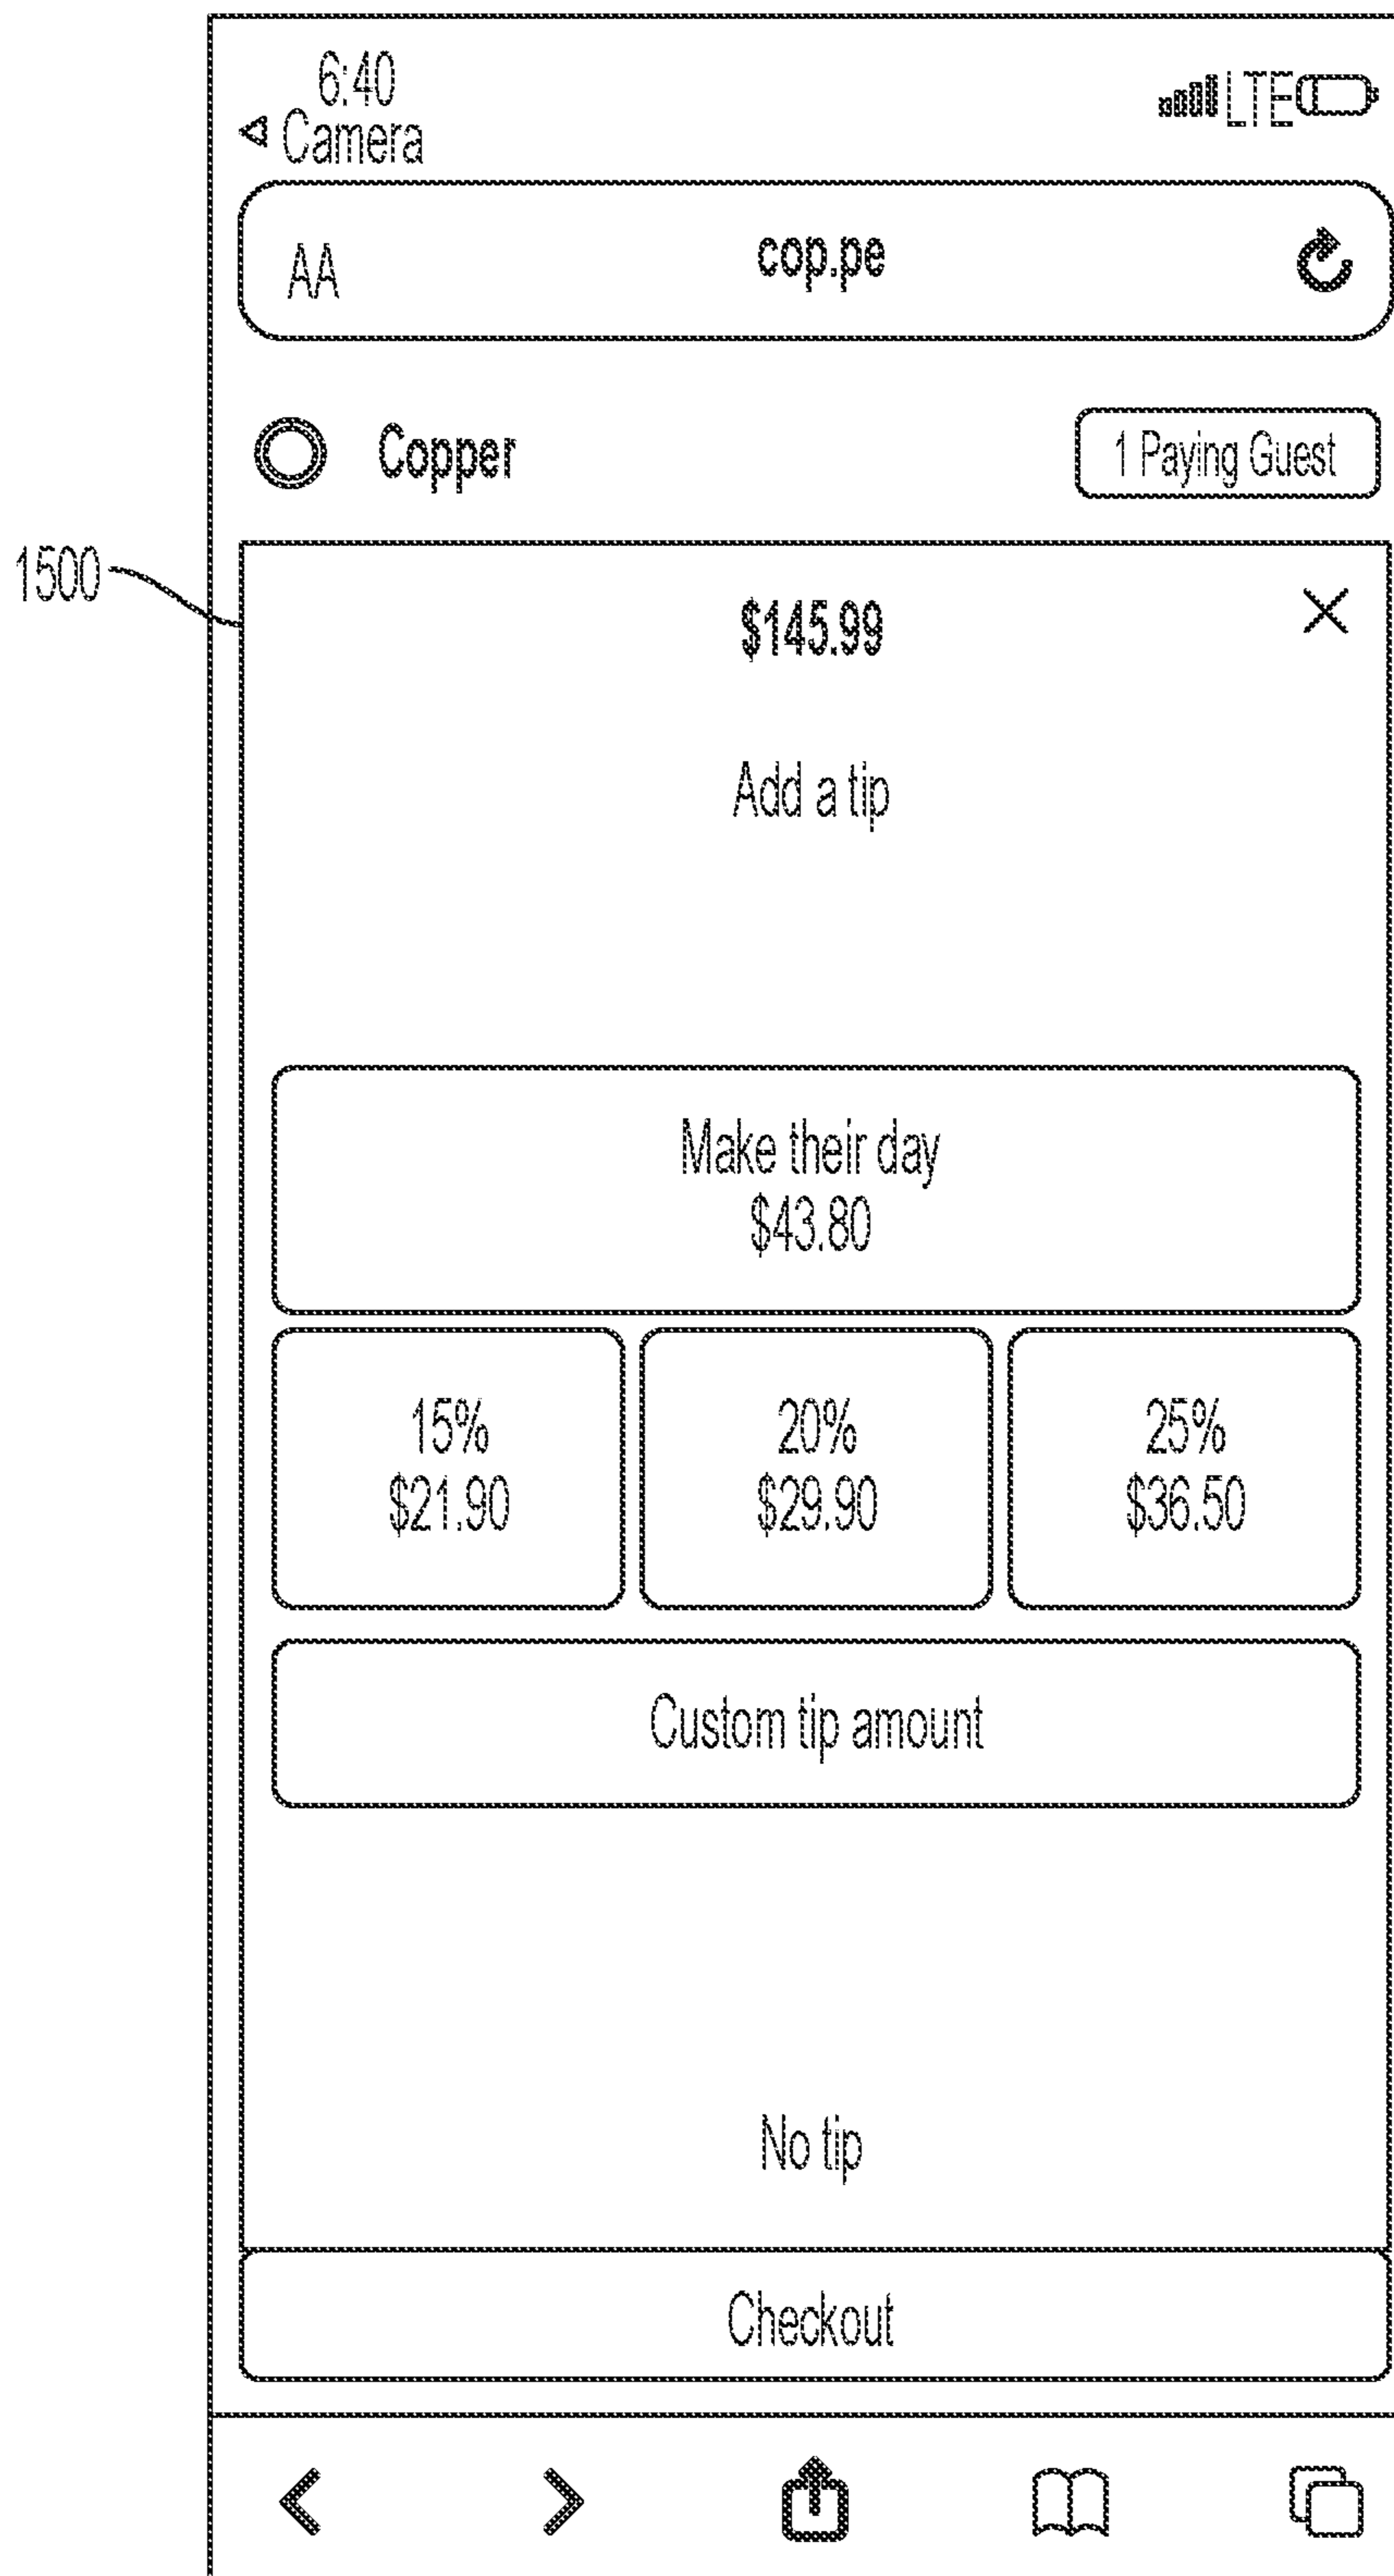 6:40
Camera
LTE
AA
cop.pe
Copper
1 Paying Guest
1500
$145.99
Add a tip
Make their day
$43.80
15%
$21.90
20%
$29.90
25%
$36.50
Custom tip amount
No tip
Checkout